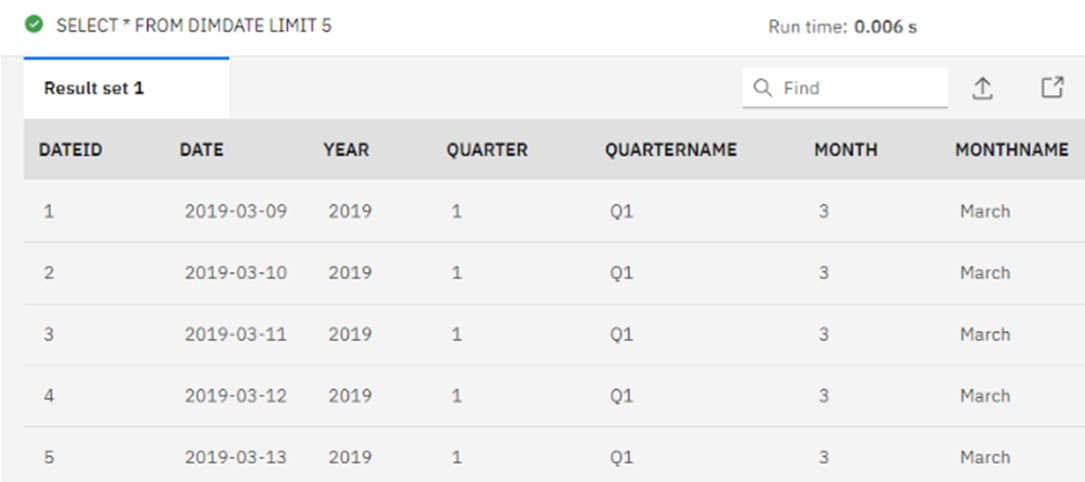 SELECT * FROM DIMDATE LIMIT 5 Run time: 0.006 s
Result set 1 Find
DATEID DATE YEAR QUARTER QUARTERNAME MONTH MONTHNAME
1 2019-03-09 2019 1 Q1 3 March
2 2019-03-10 2019 1 Q1 3 March
3 2019-03-11 2019 1 Q1 3 March
4 2019-03-12 2019 1 Q1 3 March
5 2019-03-13 2019 1 Q1 3 March